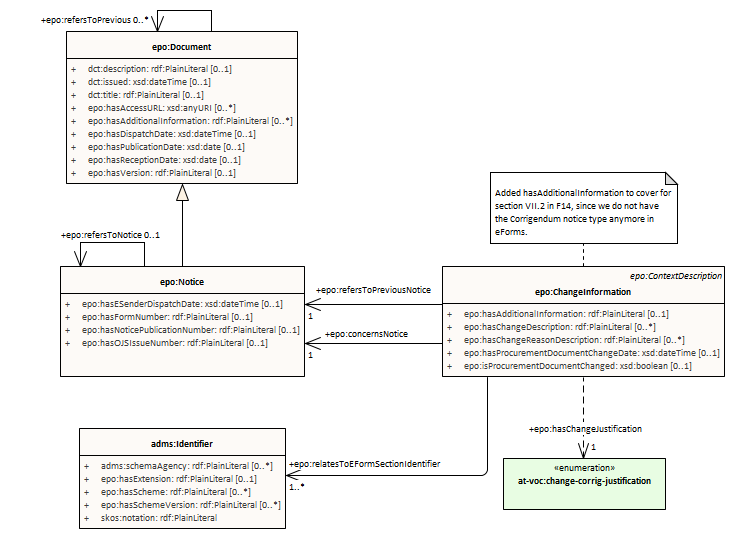 +epo:refersToPrevious 0..*
epo:Document
+ dct:description: rdf:PlainLiteral [0..1]
+ dct:issued: xsd:dateTime [0..1]
+ dct:title: rdf:PlainLiteral [0..1]
+ epo:hasAccessURL: xsd:anyURI [0..*]
+ epo:hasAdditionalInformation: rdf:PlainLiteral [0..*]
+ epo:hasDispatchDate: xsd:dateTime [0..1]
+ epo:hasPublicationDate: xsd:date [0..1]
+ epo:hasReceptionDate: xsd:date [0..1]
+ epo:hasVersion: rdf:PlainLiteral [0..1]
Added hasAdditionalInformation to cover for
section VII.2 in F14, since we do not have
the Corrigendum notice type anymore in
eForms.
+epo:refersToNotice 0..1
epo:Notice
+ epo:hasESenderDispatchDate: xsd:dateTime [0..1]
+ epo:hasFormNumber: rdf:PlainLiteral [0..1]
+ epo:hasNoticePublicationNumber: rdf:PlainLiteral [0..1]
+ epo:hasOJSIssueNumber: rdf:PlainLiteral [0..1]
+epo:refersToPreviousNotice
1
+epo:concernsNotice
1
epo:ContextDescription
epo:ChangeInformation
+ epo:hasAdditionalInformation: rdf:PlainLiteral [0..1]
+ epo:hasChangeDescription: rdf:PlainLiteral [0..*]
+ epo:hasChangeReasonDescription: rdf:PlainLiteral [0..*]
+ epo:hasProcurementDocumentChangeDate: xsd:dateTime [0..1]
+ epo:isProcurementDocumentChanged: xsd:boolean [0..1]
+epo:hasChangeJustification
1
adms:Identifier
+ adms:schemaAgency: rdf:PlainLiteral [0..*]
+ epo:hasExtension: rdf:PlainLiteral [0..1]
+ epo:hasScheme: rdf:PlainLiteral [0..*]
+ epo:hasSchemeVersion: rdf:PlainLiteral [0..*]
+ skos:notation: rdf:PlainLiteral
+epo:relatesToEFormSectionIdentifier
1..*
«enumeration»
at-voc:change-corrig-justification